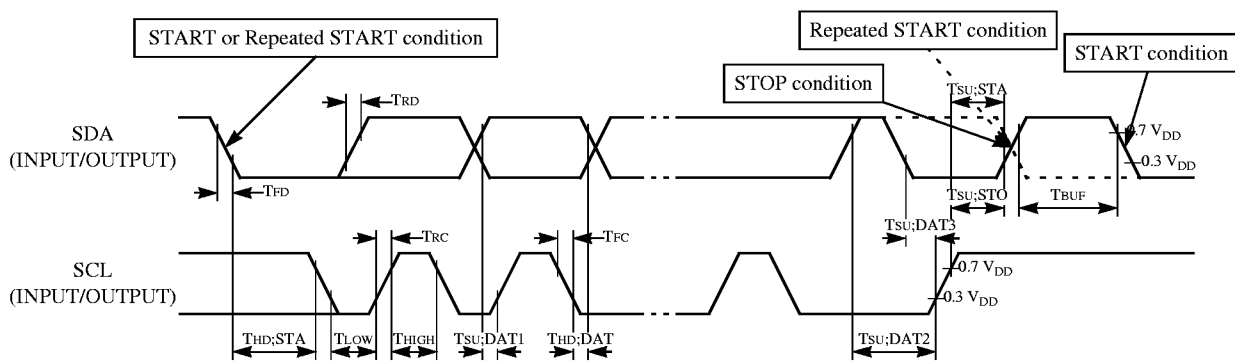 START or Repeated START condition
Repeated START condition
START condition
STOP condition
TSU;STA
TRD
SDA
(INPUT/OUTPUT)
0.7 VDD
0.3 VDD
TFD
TSU;STO
TBUF
TSU;DAT3
TRC
TFC
SCL
(INPUT/OUTPUT)
0.7 VDD
0.3 VDD
THD;STA
TLOW
THIGH
TSU;DAT1
THD;DAT
TSU;DAT2